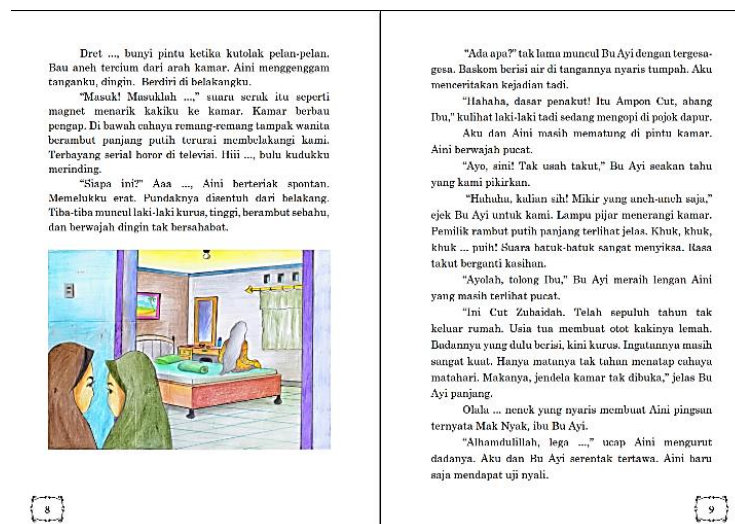 Dret ..., bunyi pintu ketika kutolak pelan-pelan.
Bau aneh tercium dari arah kamar. Aini menggenggam
tanganku, dingin. Berdiri di belakangku.
"Masuk! Masuklah ...," suara seruk itu seperti
magnet menarik kakiku ke kamar. Kamar berbau
pengap. Di bawah cahaya remang-remang tampak wanita
berambut panjang putih terurai membelakangi kami.
Terbayang serial horor di televisi. Hiii ..., bulu kudukku
merinding.
"Siapa ini?" Aaa ..., Aini berteriak spontan.
Memelukku erat. Pundaknya disentuh dari belakang.
Tiba-tiba muncul laki-laki kurus, tinggi, berambut sebahu,
dan berwajah dingin tak bersahabat.
8
"Ada apa?" tak lama muncul Bu Ayi dengan tergesa-
gesa. Baskom berisi air di tangannya nyaris tumpah. Aku
menceritakan kejadian tadi.
"Hahaha, dasar penakut! Itu Ampon Cut, abang
Ibu," kulihat laki-laki tadi sedang mengopi di pojok dapur.
Aku dan Aini masih mematung di pintu kamar.
Aini berwajah pucat.
"Ayo, sini! Tak usah takut," Bu Ayi seakan tahu
yang kami pikirkan.
"Hahaha, kalian sih! Mikir yang aneh-aneh saja,"
ejek Bu Ayi untuk kami. Lampu pijar menerangi kamar.
Pemilik rambut putih panjang terlihat jelas. Khuk, khuk,
khuk ... puih! Suara batuk-batuk sangat menyiksa. Rasa
takut berganti kasihan.
"Ayolah, tolong Ibu," Bu Ayi meraih lengan Aini
yang masih terlihat pucat.
"Ini Cut Zubaidah. Telah sepuluh tahun tak
keluar rumah. Usia tua membuat otot kakinya lemah.
Badannya yang dulu berisi, kini kurus. Ingatannya masih
sangat kuat. Hanya matanya tak tahan menatap cahaya
matahari. Makanya, jendela kamar tak dibuka," jelas Bu
Ayi panjang.
Olala ... nenek yang nyaris membuat Aini pingsan
ternyata Mak Nyak, ibu Bu Ayi.
"Alhamdulillah, lega ...," ucap Aini mengurut
dadanya. Aku dan Bu Ayi serentak tertawa. Aini baru
saja mendapat uji nyali.
9